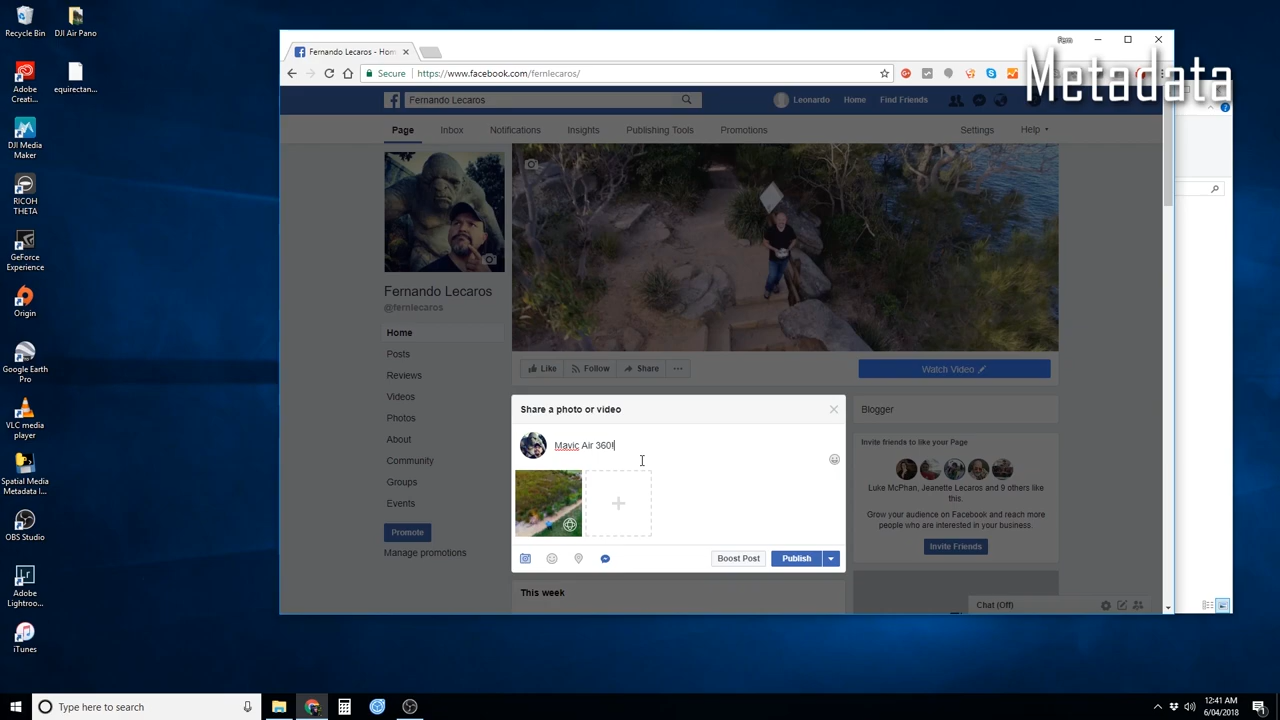 Recycle Bin
DJI Air Pano
Adobe
Creati...
equirectan...
DJI Media
Maker
RICOH
THETA
GeForce
Experience
Origin
Google Earth
Pro
VLC media
player
Spatial Media
Metadata I...
OBS Studio
Adobe
Lightroo...
iTunes
Metadata
Fernando Lecaros - Hom
Fern
Secure
https://www.facebook.com/fernlecaros/
Fernando Lecaros
Leonardo
Home
Find Friends
Page
Inbox
Notifications
Insights
Publishing Tools
Promotions
Settings
Help
Fernando Lecaros
@fernlecaros
Home
Posts
Reviews
Videos
Photos
About
Community
Groups
Events
Promote
Manage promotions
Like
Follow
Share
Watch Video
Share a photo or video
Mavic Air 360!
Boost Post
Publish
This week
Blogger
Invite friends to like your Page
Luke McPhan, Jeanette Lecaros and 9 others like
this.
Grow your audience on Facebook and reach more
people who are interested in your business.
Invite Friends
Chat (Off)
Type here to search
12:41 AM
6/04/2018
1